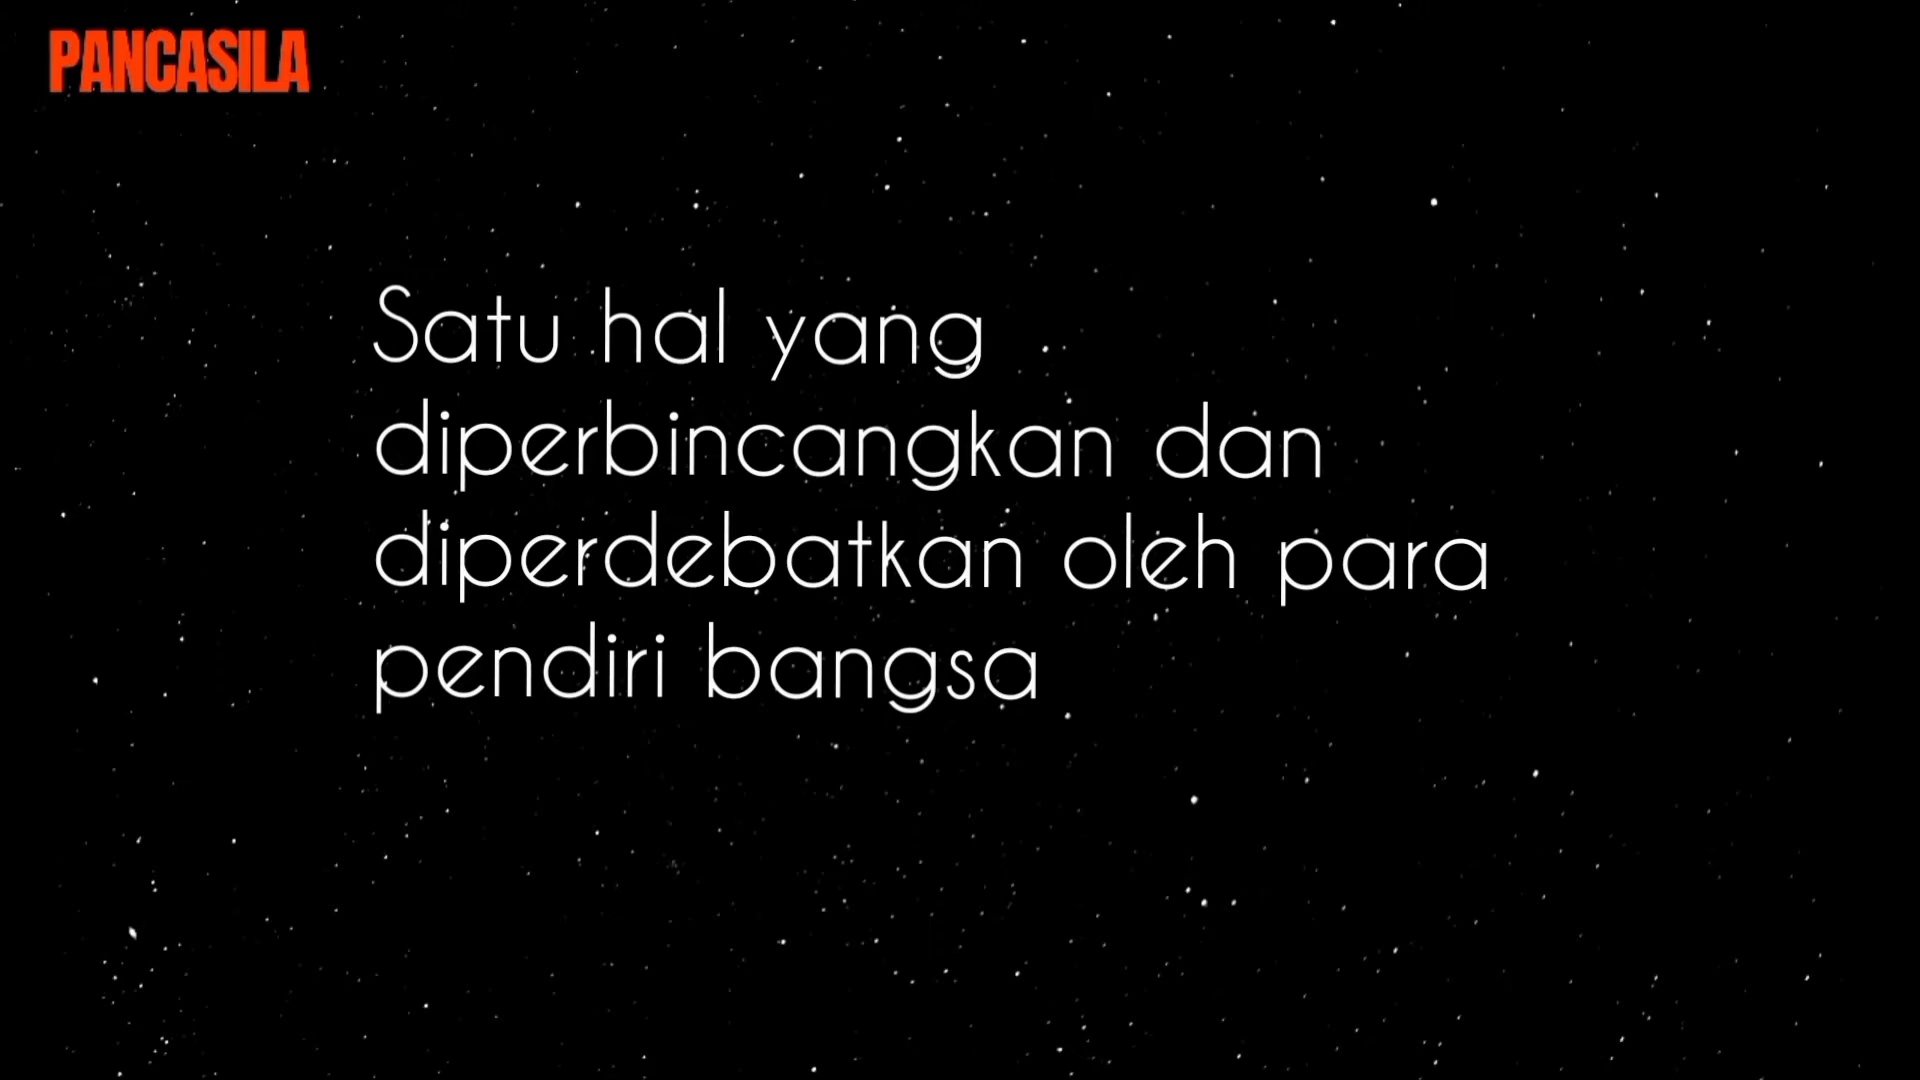 PANCASILA
Satu hal yang
diperbincangkan dan
diperdebatkan oleh para
pendiri bangsa